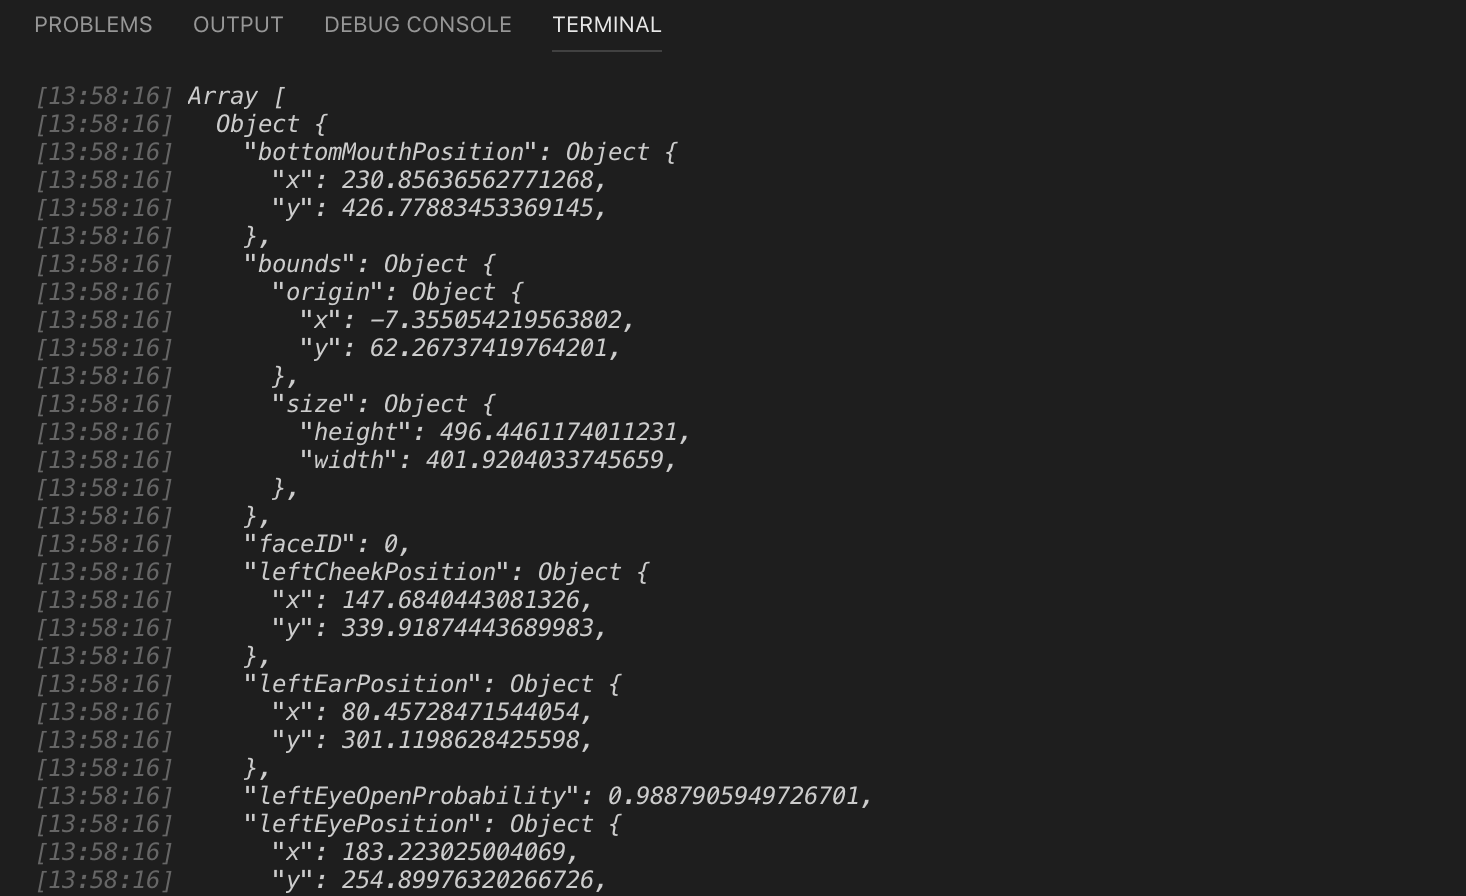 PROBLEMS OUTPUT DEBUG CONSOLE TERMINAL
[13:58:16] Array [
[13:58:16]   Object {
[13:58:16]     "bottomMouthPosition": Object {
[13:58:16]       "x": 230.85636562771268,
[13:58:16]       "y": 426.77883453369145,
[13:58:16]     },
[13:58:16]     "bounds": Object {
[13:58:16]       "origin": Object {
[13:58:16]         "x": -7.355054219563802,
[13:58:16]         "y": 62.26737419764201,
[13:58:16]       },
[13:58:16]       "size": Object {
[13:58:16]         "height": 496.4461174011231,
[13:58:16]         "width": 401.9204033745659,
[13:58:16]       },
[13:58:16]     },
[13:58:16]     "faceID": 0,
[13:58:16]     "leftCheekPosition": Object {
[13:58:16]       "x": 147.6840443081326,
[13:58:16]       "y": 339.91874443689983,
[13:58:16]     },
[13:58:16]     "leftEarPosition": Object {
[13:58:16]       "x": 80.45728471544054,
[13:58:16]       "y": 301.1198628425598,
[13:58:16]     },
[13:58:16]     "leftEyeOpenProbability": 0.9887905949726701,
[13:58:16]     "leftEyePosition": Object {
[13:58:16]       "x": 183.223025004069,
[13:58:16]       "y": 254.89976320266726,